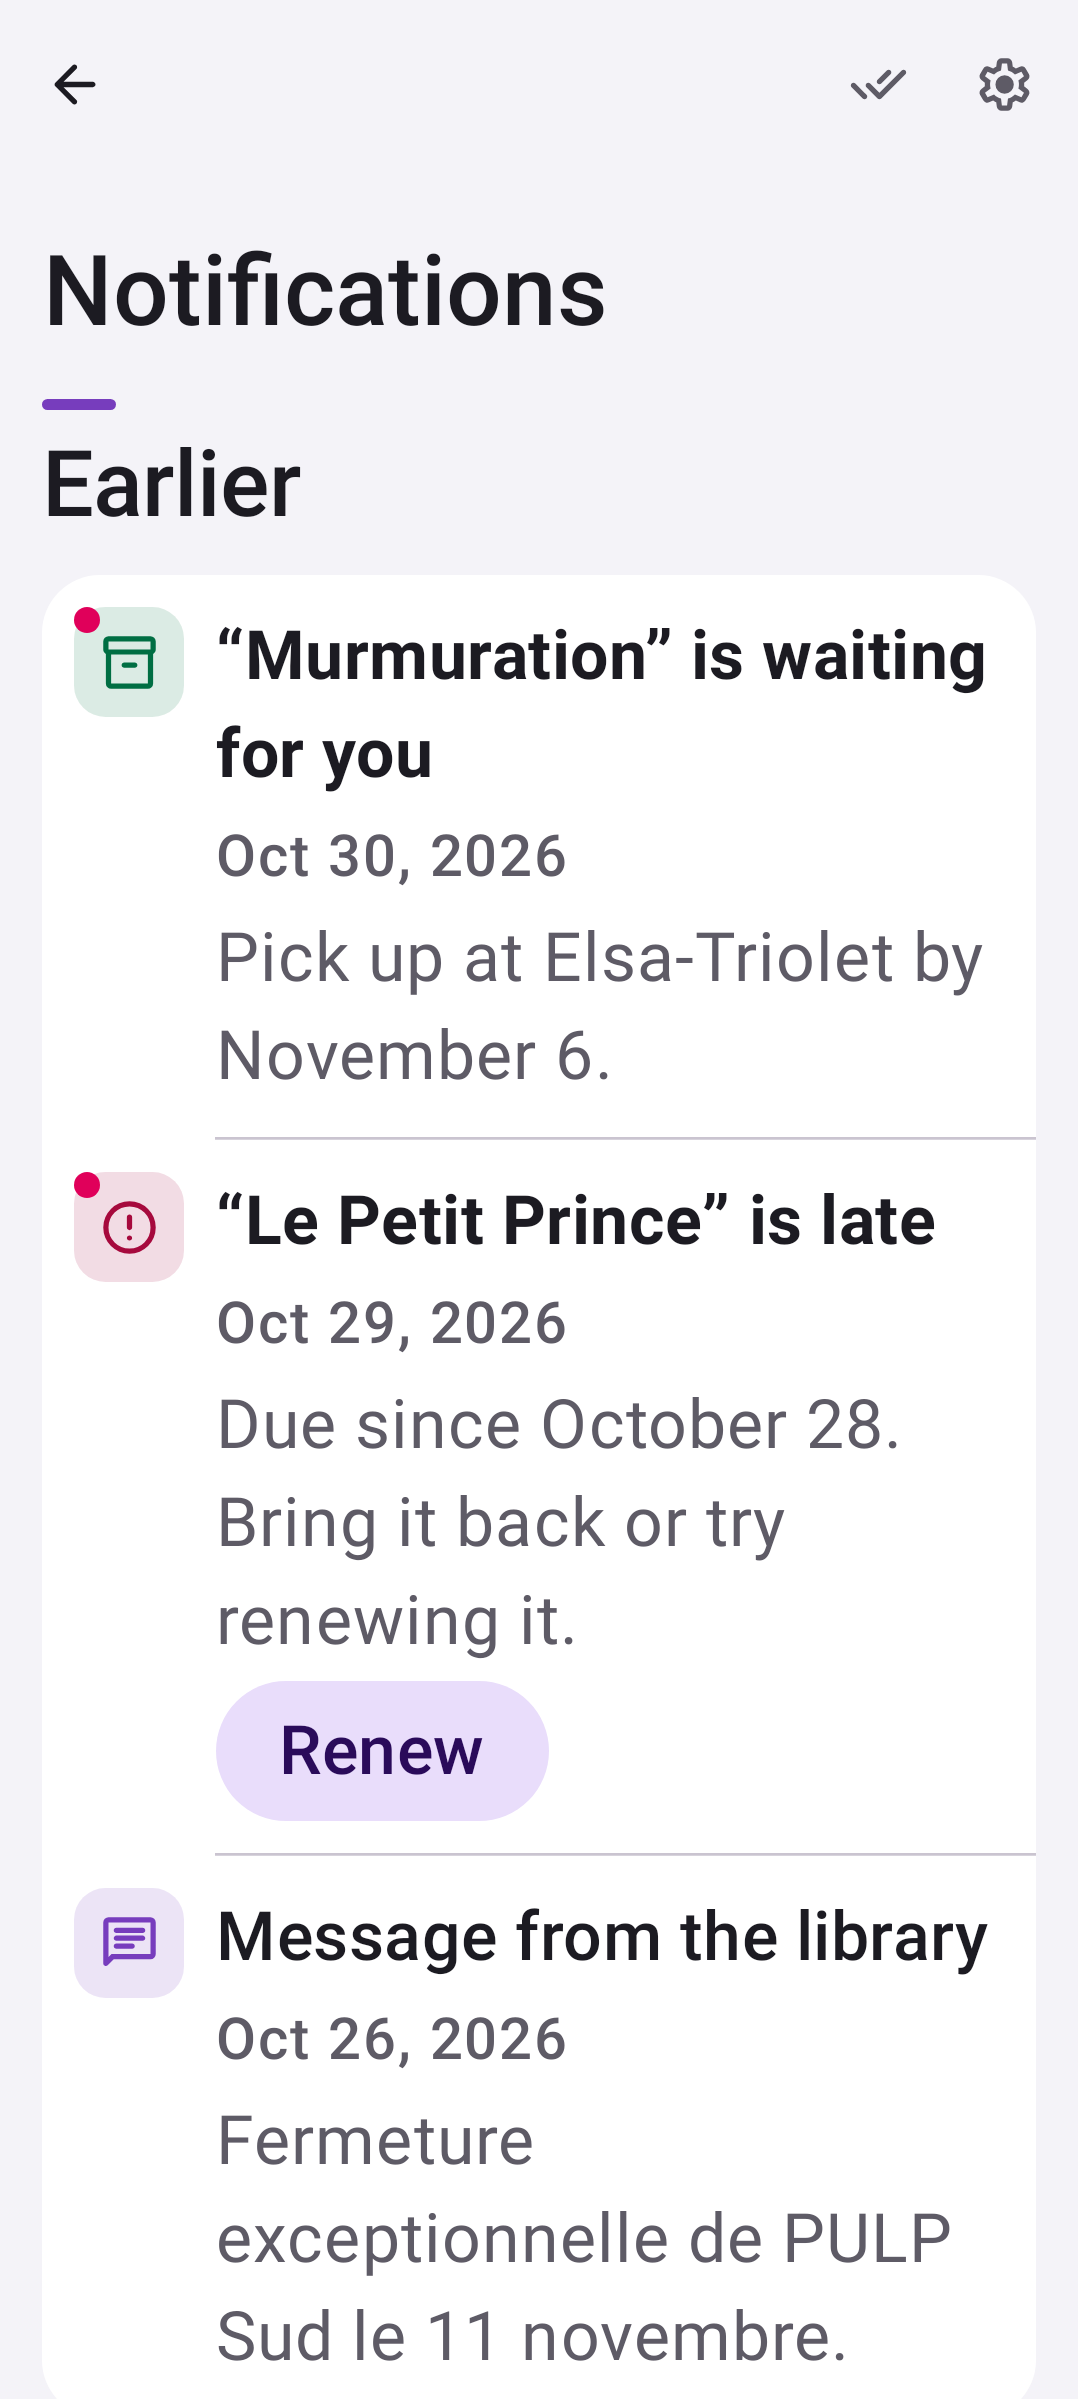 Notifications
Earlier
“Murmuration” is waiting
for you
Oct 30, 2026
Pick up at Elsa-Triolet by
November 6.
“Le Petit Prince” is late
Oct 29, 2026
Due since October 28.
Bring it back or try
renewing it.
Renew
Message from the library
Oct 26, 2026
Fermeture
exceptionnelle de PULP
Sud le 11 novembre.